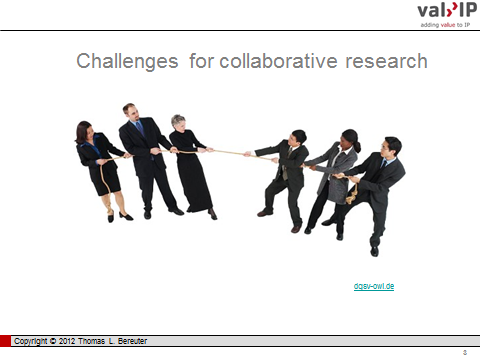 val IP
adding value to IP
Challenges for collaborative research
dgsv-owl.de
Copyright © 2012 Thomas L. Bereuter
8